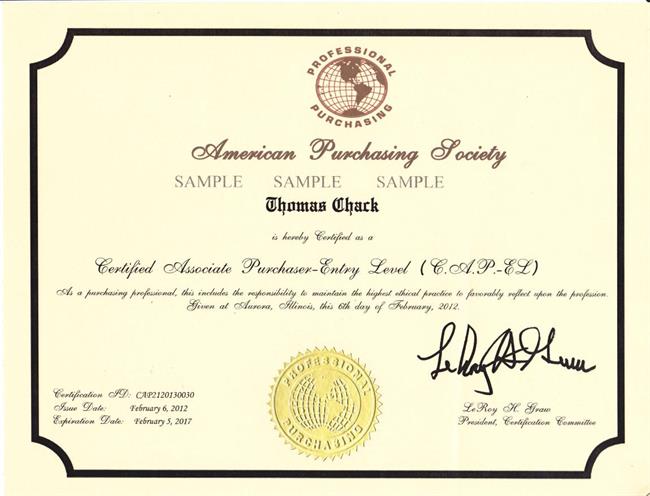 PROFESSIONAL
PURCHASING
American Purchasing Society
SAMPLE SAMPLE SAMPLE
Thomas Chack
is hereby Certified as a
Certified Associate Purchaser-Entry Level (C.A.P.-EL)
As a purchasing professional, this includes the responsibility to maintain the highest ethical practice to favorably reflect upon the profession.
Given at Aurora, Illinois, this 6th day of February, 2012.
LeRoy H. Graw
Certification ID: CAP2120130030
Issue Date: February 6, 2012
Expiration Date: February 5, 2017
PROFESSIONAL
PURCHASING
LeRoy H. Graw
President, Certification Committee